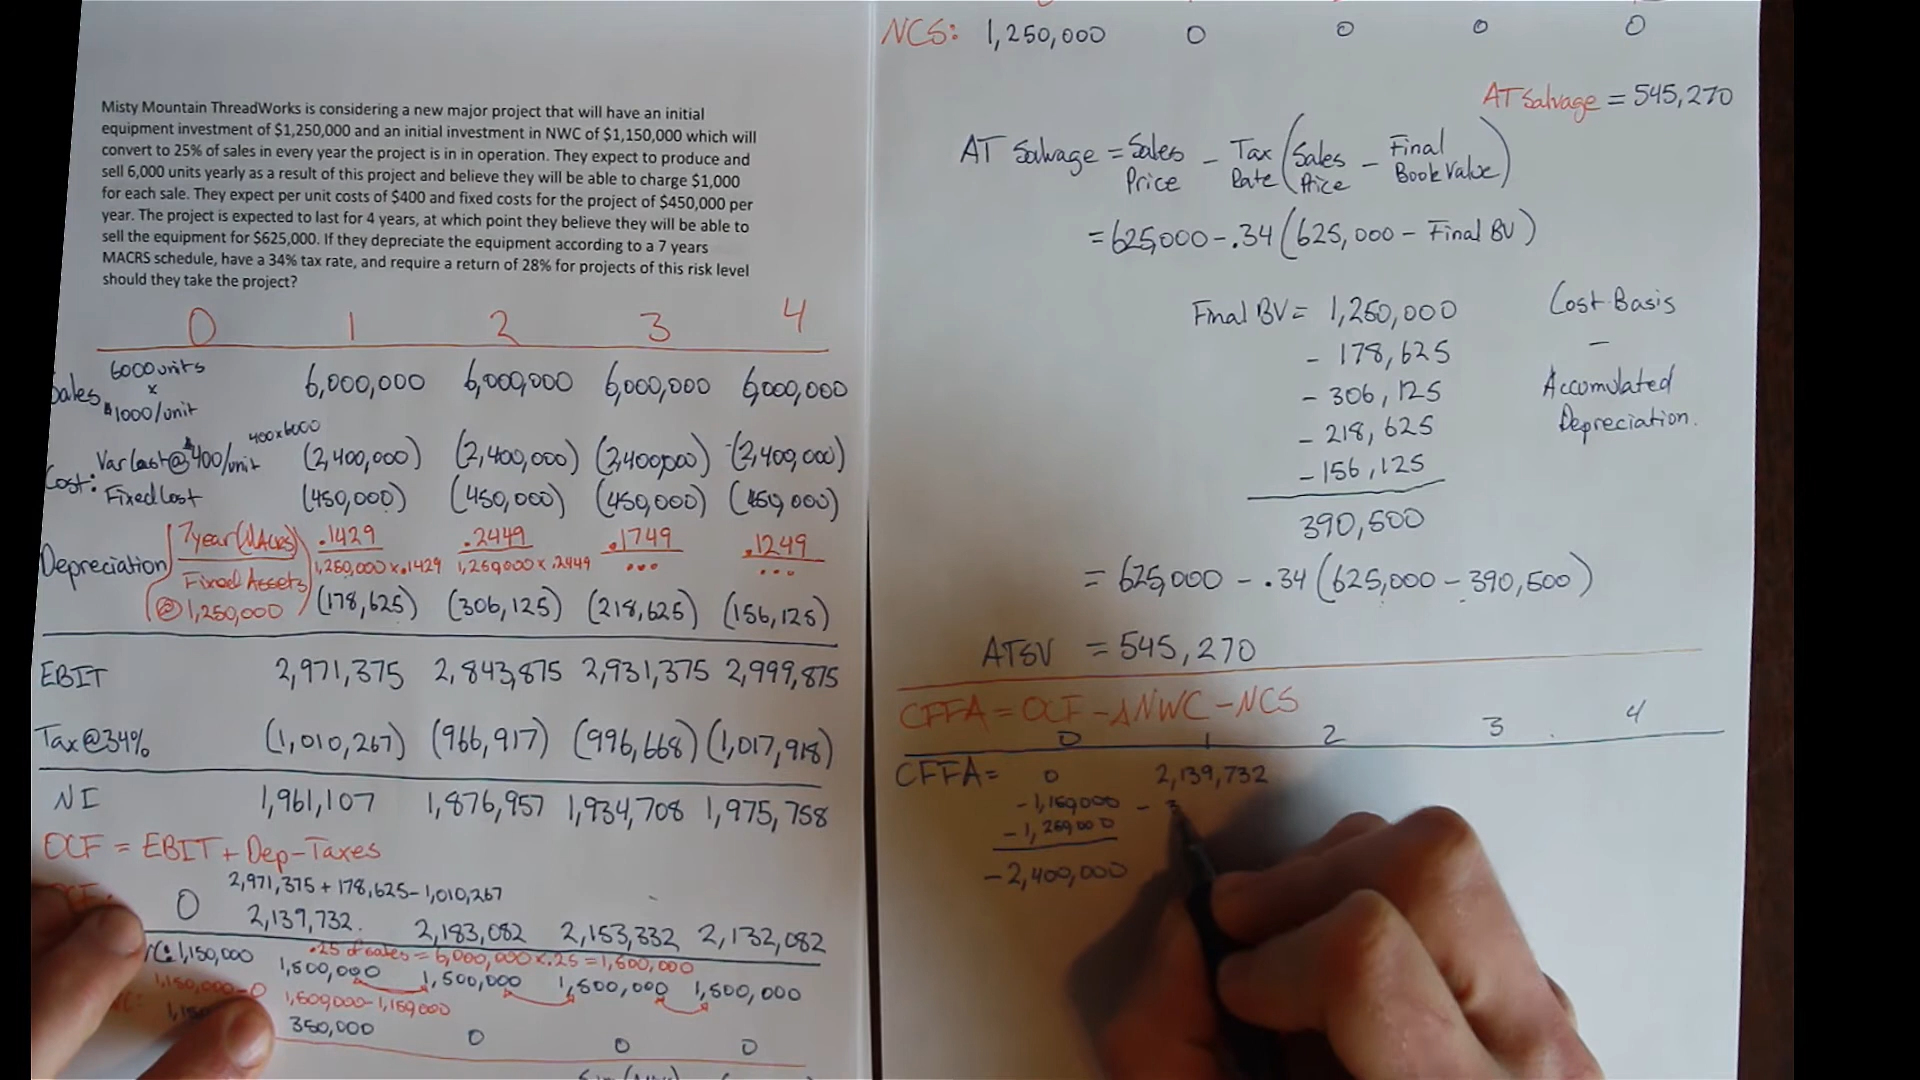 Misty Mountain ThreadWorks is considering a new major project that will have an initial
equipment investment of $1,250,000 and an initial investment in NWC of $1,150,000 which will
convert to 25% of sales in every year the project is in in operation. They expect to produce and
sell 6,000 units yearly as a result of this project and believe they will be able to charge $1,000
for each sale. They expect per unit costs of $400 and fixed costs for the project of $450,000 per
year. The project is expected to last for 4 years, at which point they believe they will be able to
sell the equipment for $625,000. If they depreciate the equipment according to a 7 years
MACRS schedule, have a 34% tax rate, and require a return of 28% for projects of this risk level
should they take the project?
0 1 2 3 4
Sales 6000 units x $1000/unit 6,000,000 6,000,000 6,000,000 6,000,000
400x6000
Cost: Var Cost @ $400/unit (2,400,000) (2,400,000) (2,400,000) (2,400,000)
Fixed Cost (450,000) (450,000) (450,000) (450,000)
7 year (MACRS) .1429 .2449 .1749 .1249
Depreciation Fixed Assets 1,250,000x.1429 1,250,000x.2449 ... ...
@ 1,250,000 (178,625) (306,125) (218,625) (156,125)
EBIT 2,971,375 2,843,875 2,931,375 2,999,875
Tax@34% (1,010,267) (966,917) (996,668) (1,017,918)
NI 1,961,107 1,876,957 1,934,708 1,975,758
OCF = EBIT + Dep - Taxes
2,971,375 + 178,625 - 1,010,267
0 2,139,732 2,183,082 2,153,332 2,132,082
.25 of sales = 6,000,000 x .25 = 1,500,000
1,150,000 1,500,000 1,500,000 1,500,000 1,500,000
1,150,000-0 1,500,000-1,150,000
350,000 0 0 0
NCS: 1,250,000 0 0 0 0
AT Salvage = 545,270
AT Salvage = Sales Price - Tax Rate (Sales Price - Final Book Value)
= 625,000 - .34 (625,000 - Final BV)
Final BV = 1,250,000 Cost Basis
- 178,625 -
- 306,125 Accumulated
- 218,625 Depreciation.
- 156,125
390,500
= 625,000 - .34 (625,000 - 390,500)
ATSV = 545,270
CFFA = OCF - ΔNWC - NCS
0 1 2 3 4
CFFA = 0 2,139,732
- 1,150,000 - 3
- 1,250,000
- 2,400,000